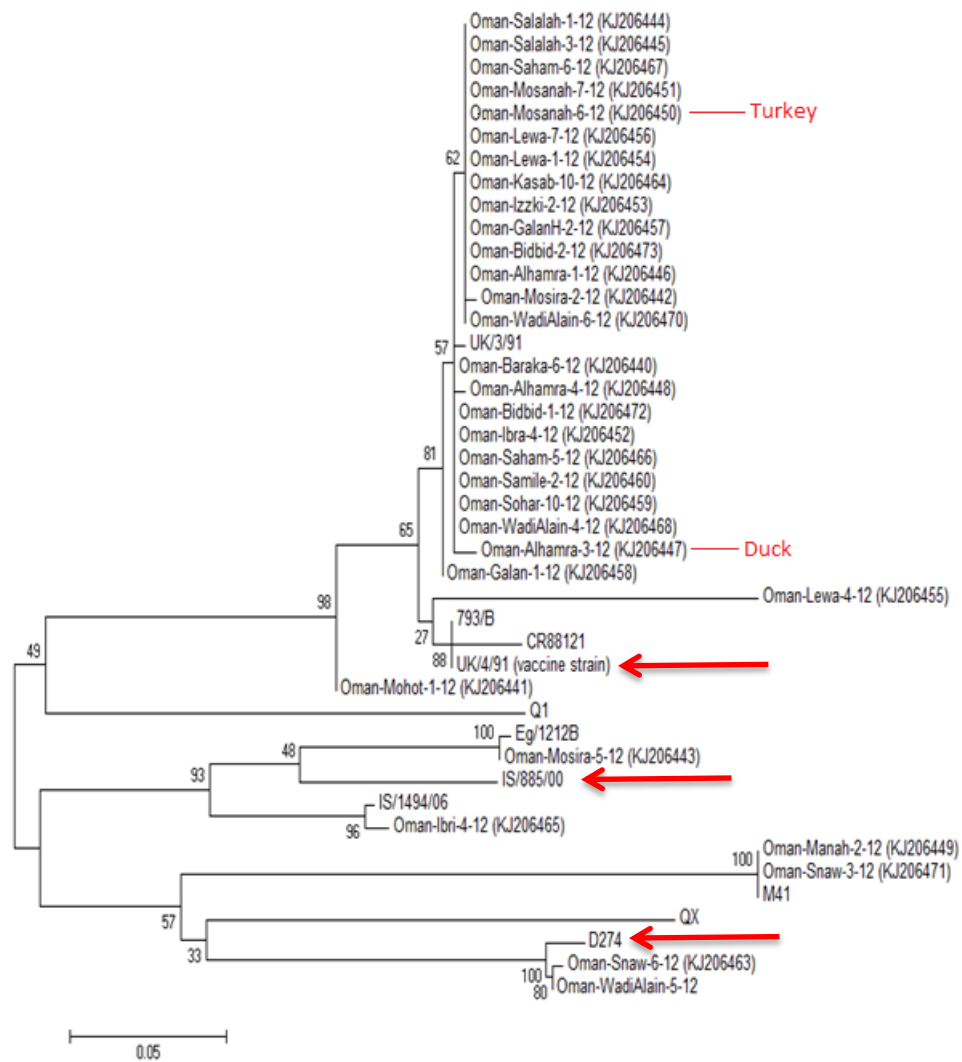 Oman-Salalah-1-12 (KJ206444)
Oman-Salalah-3-12 (KJ206445)
Oman-Saham-6-12 (KJ206467)
Oman-Mosanah-7-12 (KJ206451)
Oman-Mosanah-6-12 (KJ206450) Turkey
Oman-Lewa-7-12 (KJ206456)
62 Oman-Lewa-1-12 (KJ206454)
Oman-Kasab-10-12 (KJ206464)
Oman-Izzki-2-12 (KJ206453)
Oman-GalanH-2-12 (KJ206457)
Oman-Bidbid-2-12 (KJ206473)
Oman-Alhamra-1-12 (KJ206446)
Oman-Mosira-2-12 (KJ206442)
Oman-WadiAlain-6-12 (KJ206470)
57 UK/3/91
Oman-Baraka-6-12 (KJ206440)
Oman-Alhamra-4-12 (KJ206448)
Oman-Bidbid-1-12 (KJ206472)
Oman-Ibra-4-12 (KJ206452)
81 Oman-Saham-5-12 (KJ206466)
Oman-Samile-2-12 (KJ206460)
Oman-Sohar-10-12 (KJ206459)
65 Oman-WadiAlain-4-12 (KJ206468)
Oman-Alhamra-3-12 (KJ206447) Duck
Oman-Galan-1-12 (KJ206458)
Oman-Lewa-4-12 (KJ206455)
98 793/B
27 CR88121
88 UK/4/91 (vaccine strain)
49 Oman-Mohot-1-12 (KJ206441)
Q1
100 Eg/1212B
48 Oman-Mosira-5-12 (KJ206443)
93 IS/885/00
IS/1494/06
96 Oman-Ibri-4-12 (KJ206465)
Oman-Manah-2-12 (KJ206449)
100 Oman-Snaw-3-12 (KJ206471)
M41
57 QX
33 D274
100 Oman-Snaw-6-12 (KJ206463)
80 Oman-WadiAlain-5-12
0.05